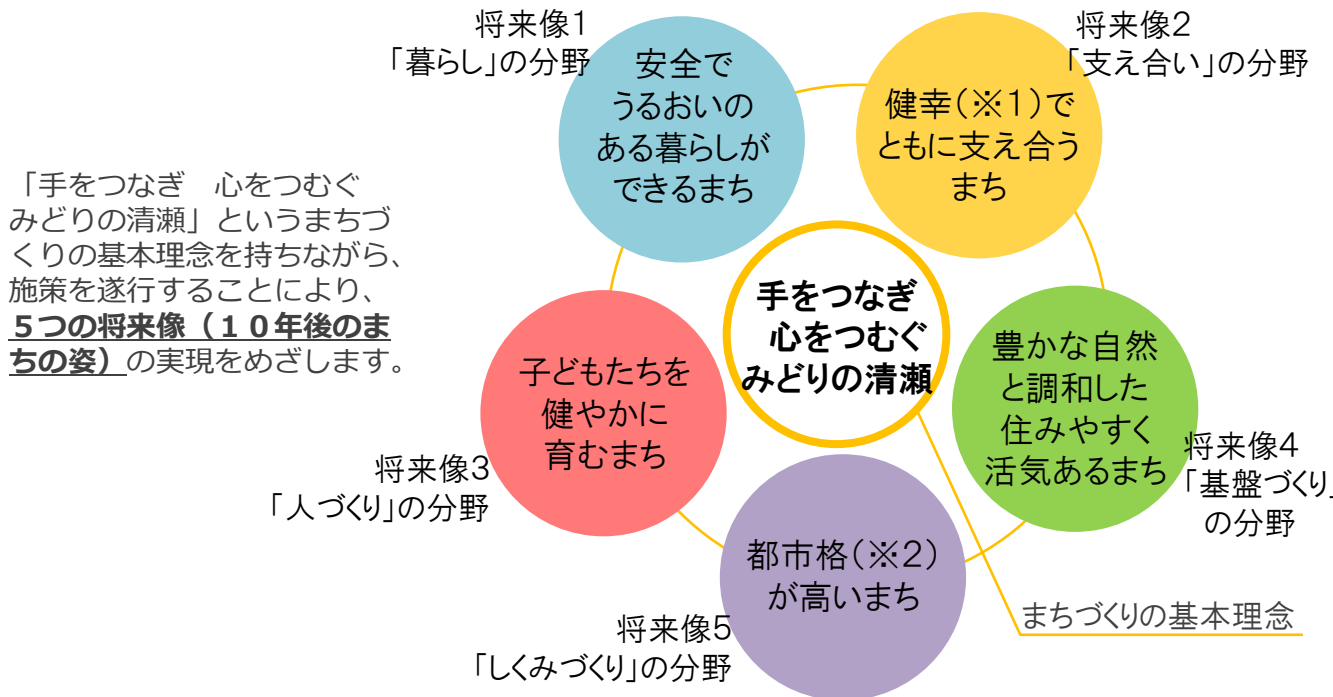 将来像1
「暮らし」の分野
安全で
うるおいの
ある暮らしが
できるまち
将来像2
「支え合い」の分野
健幸(※1)で
ともに支え合う
まち
「手をつなぎ　心をつむぐ
みどりの清瀬」というまちづ
くりの基本理念を持ちながら、
施策を遂行することにより、
５つの将来像（１０年後のま
ちの姿）の実現をめざします。
手をつなぎ
心をつむぐ
みどりの清瀬
子どもたちを
健やかに
育むまち
将来像3
「人づくり」の分野
豊かな自然
と調和した
住みやすく
活気あるまち
将来像4
「基盤づくり」
の分野
都市格(※2)
が高いまち
将来像5
「しくみづくり」の分野
まちづくりの基本理念